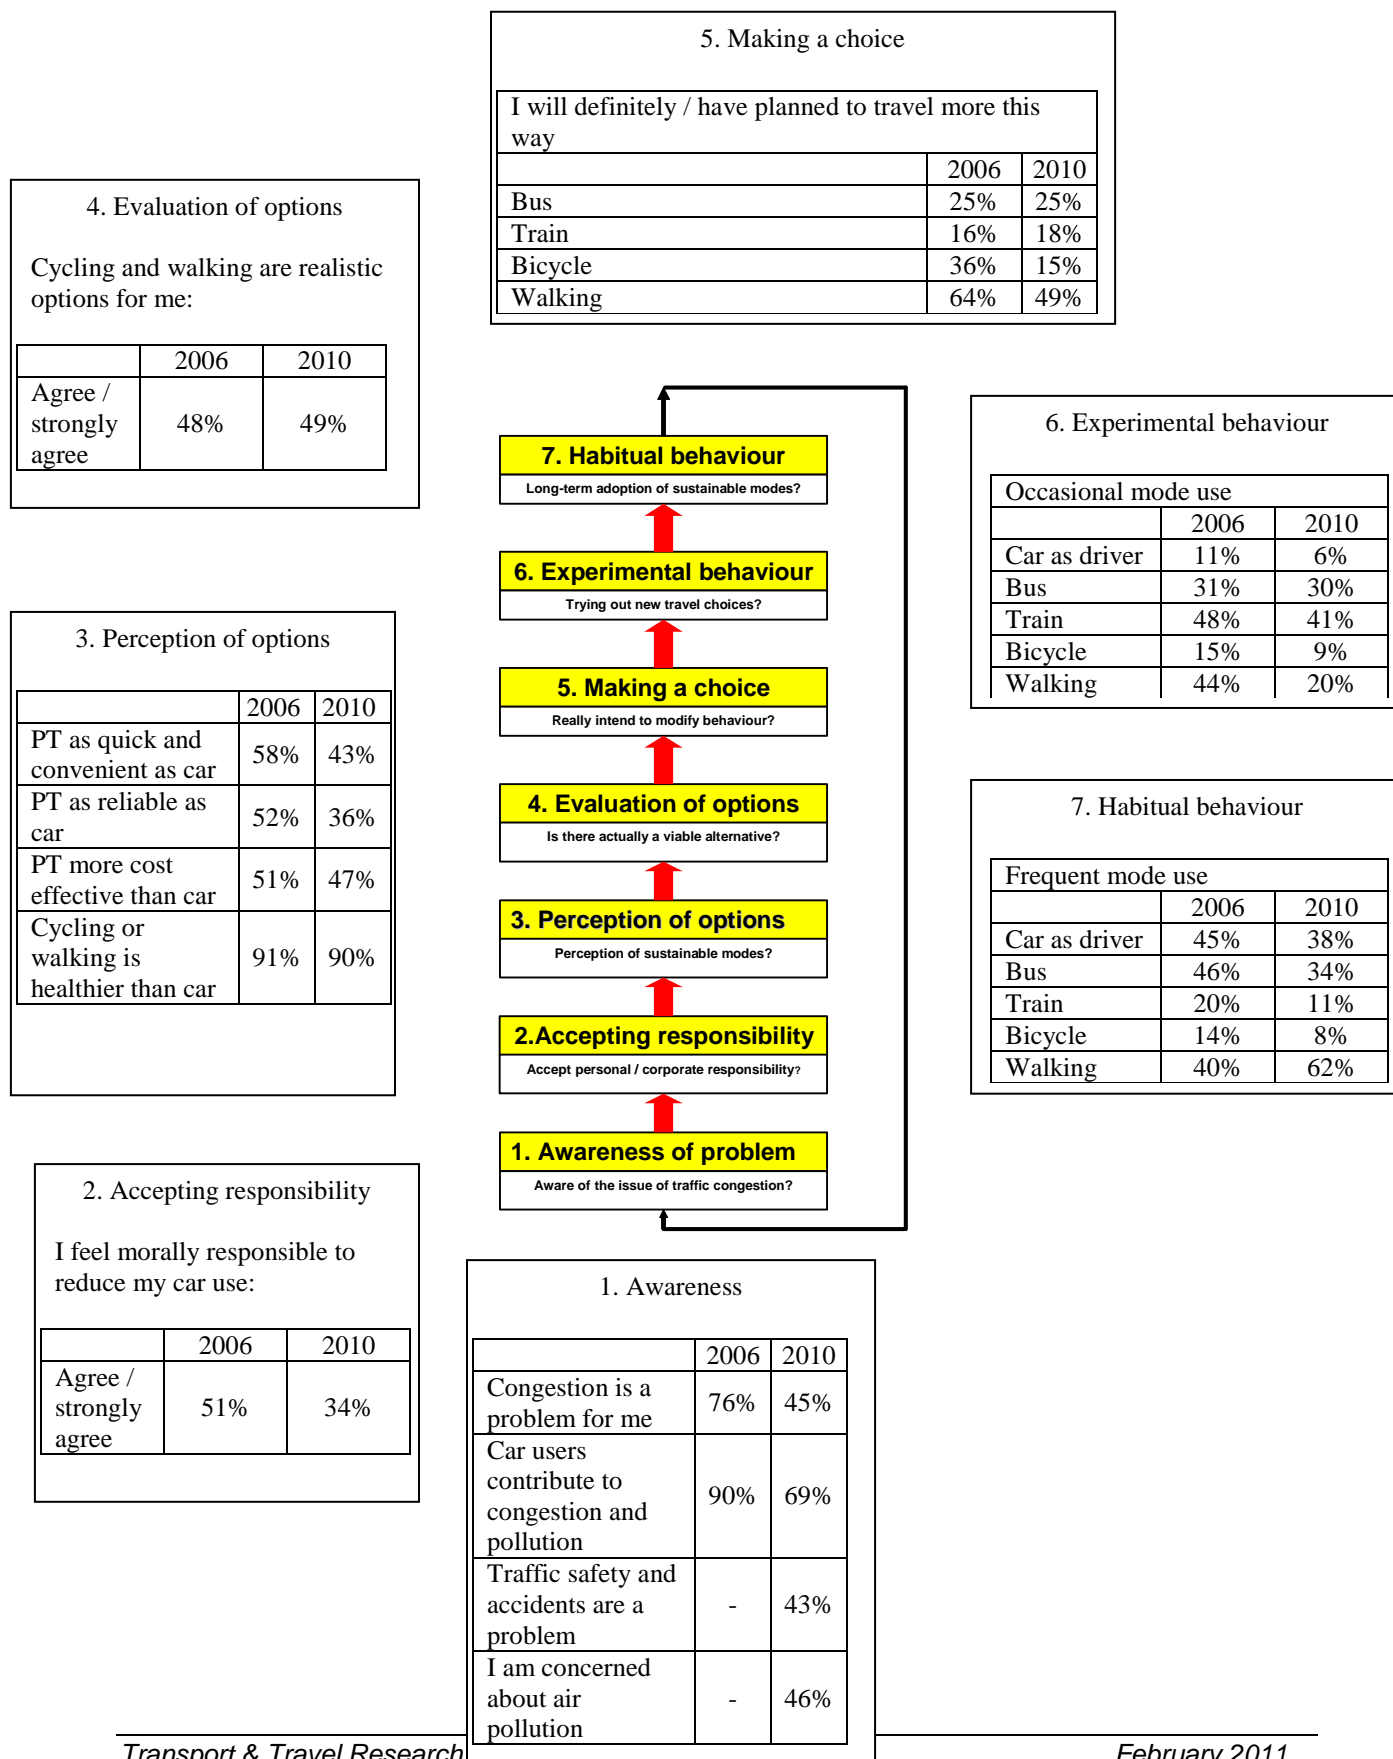 5. Making a choice
I will definitely / have planned to travel more this
way
2006 2010
Bus 25% 25%
Train 16% 18%
Bicycle 36% 15%
Walking 64% 49%
4. Evaluation of options
Cycling and walking are realistic
options for me:
2006 2010
Agree /
strongly 48% 49%
agree
3. Perception of options
2006 2010
PT as quick and
convenient as car 58% 43%
PT as reliable as
car 52% 36%
PT more cost
effective than car 51% 47%
Cycling or
walking is 91% 90%
healthier than car
2. Accepting responsibility
I feel morally responsible to
reduce my car use:
2006 2010
Agree /
strongly 51% 34%
agree
7. Habitual behaviour
Long-term adoption of sustainable modes?
6. Experimental behaviour
Trying out new travel choices?
5. Making a choice
Really intend to modify behaviour?
4. Evaluation of options
Is there actually a viable alternative?
3. Perception of options
Perception of sustainable modes?
2.Accepting responsibility
Accept personal / corporate responsibility?
1. Awareness of problem
Aware of the issue of traffic congestion?
6. Experimental behaviour
Occasional mode use
2006 2010
Car as driver 11% 6%
Bus 31% 30%
Train 48% 41%
Bicycle 15% 9%
Walking 44% 20%
7. Habitual behaviour
Frequent mode use
2006 2010
Car as driver 45% 38%
Bus 46% 34%
Train 20% 11%
Bicycle 14% 8%
Walking 40% 62%
1. Awareness
2006 2010
Congestion is a
problem for me 76% 45%
Car users
contribute to
congestion and 90% 69%
pollution
Traffic safety and
accidents are a - 43%
problem
I am concerned
about air - 46%
pollution
Transport & Travel Research February 2011